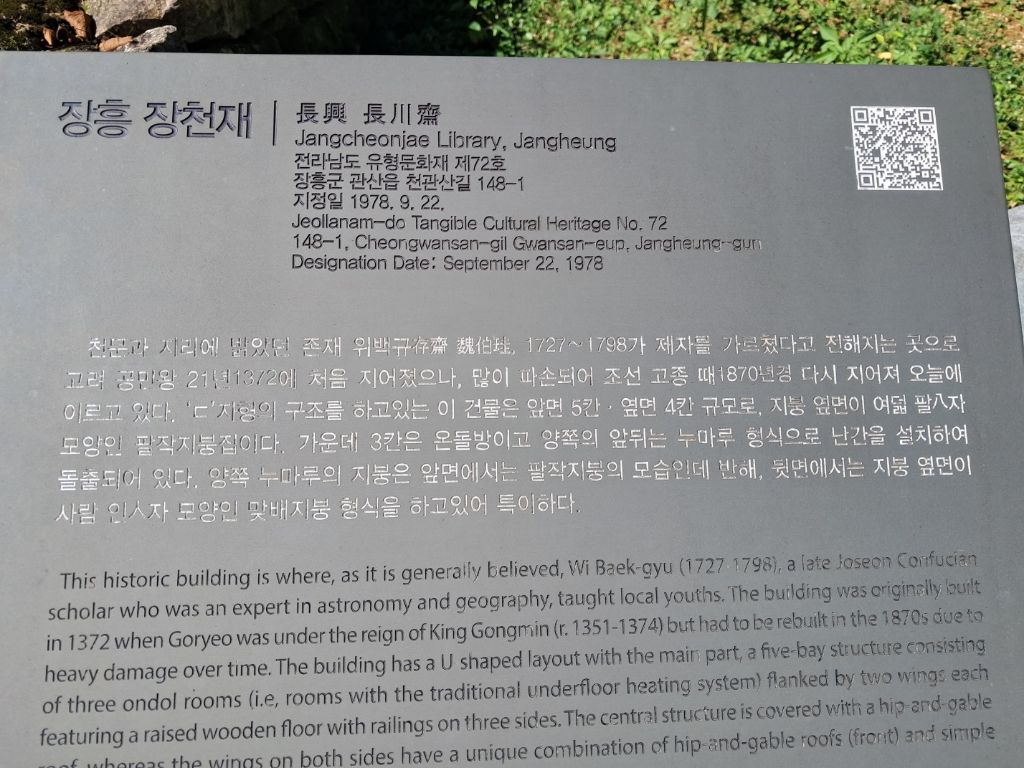 장흥 장천재
長興 長川齋
Jangcheonjae Library, Jangheung
전라남도 유형문화재 제72호
장흥군 관산읍 천관산길 148-1
지정일 1978. 9. 22.
Jeollanam-do Tangible Cultural Heritage No. 72
148-1, Cheongwansan-gil Gwansan-eup, Jangheung-gun
Designation Date: September 22, 1978
천문과 지리에 밝았던 존재 위백규存齋 魏伯珪, 1727~1798가 제자를 가르쳤다고 전해지는 곳으로
고려 공민왕 21년1372에 처음 지어졌으나, 많이 파손되어 조선 고종 때1870년경 다시 지어져 오늘에
이르고 있다. 'ㄷ'자형의 구조를 하고있는 이 건물은 앞면 5칸·옆면 4칸 규모로, 지붕 옆면이 여덟 팔八자
모양인 팔작지붕집이다. 가운데 3칸은 온돌방이고 양쪽의 앞뒤는 누마루 형식으로 난간을 설치하여
돌출되어 있다. 양쪽 누마루의 지붕은 앞면에서는 팔작지붕의 모습인데 반해, 뒷면에서는 지붕 옆면이
사람 인人자 모양인 맞배지붕 형식을 하고있어 특이하다.
This historic building is where, as it is generally believed, Wi Baek-gyu (1727-1798), a late Joseon Confucian
scholar who was an expert in astronomy and geography, taught local youths. The building was originally built
in 1372 when Goryeo was under the reign of King Gongmin (r. 1351-1374) but had to be rebuilt in the 1870s due to
heavy damage over time. The building has a U shaped layout with the main part, a five-bay structure consisting
of three ondol rooms (i.e, rooms with the traditional underfloor heating system) flanked by two wings each
featuring a raised wooden floor with railings on three sides. The central structure is covered with a hip-and-gable
roof, whereas the wings on both sides have a unique combination of hip-and-gable roofs (front) and simple